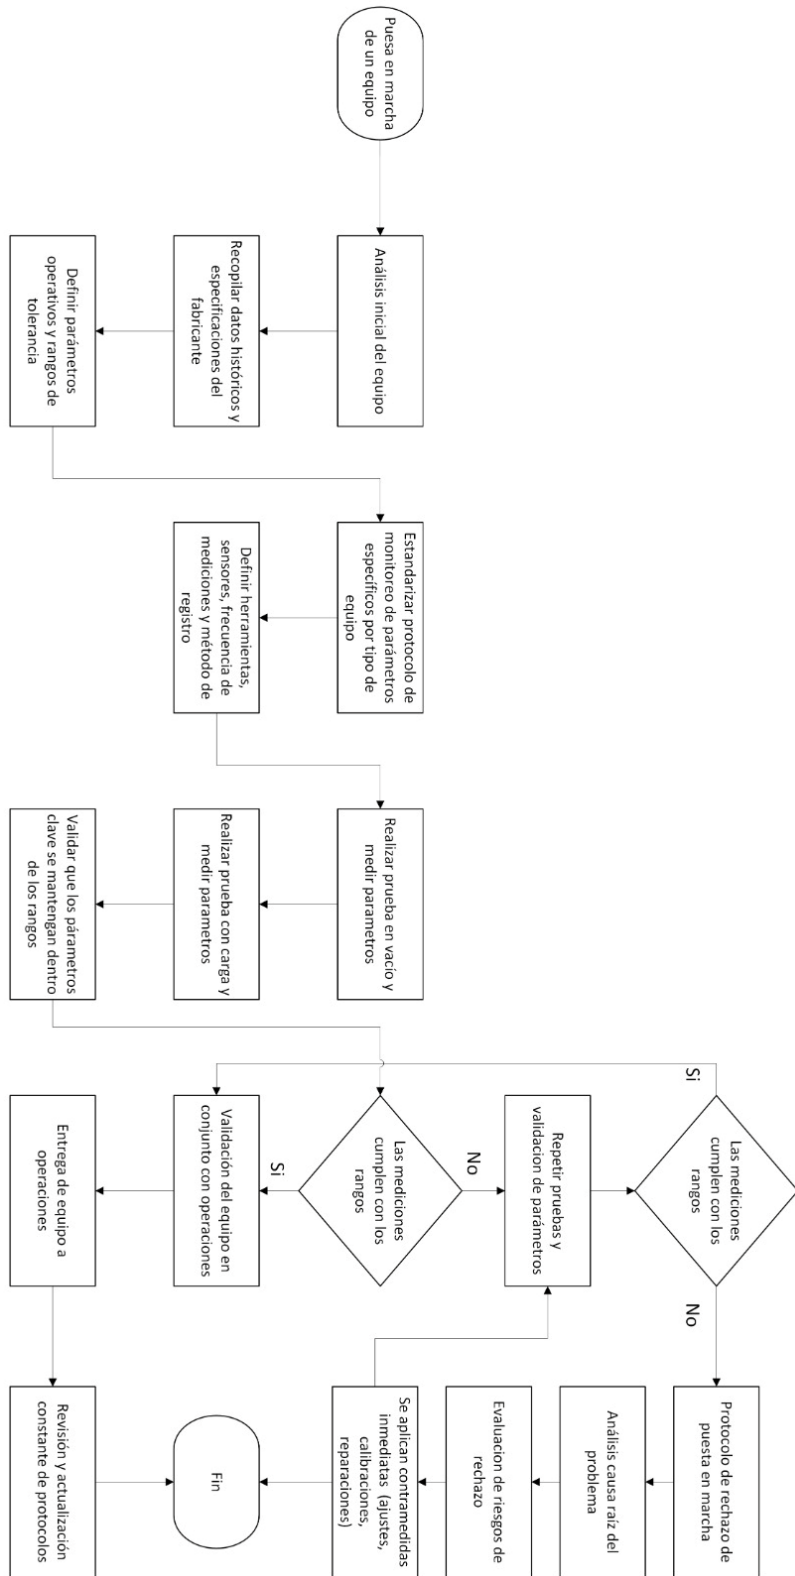 Puesa en marcha
de un equipo
Análisis inicial del equipo
Recopilar datos históricos y
especificaciones del
fabricante
Definir parámetros
operativos y rangos de
tolerancia
Estandarizar protocolo de
monitoreo de parámetros
específicos por tipo de
equipo
Definir herramientas,
sensores, frecuencia de
mediciones y método de
registro
Realizar prueba en vacío y
medir parametros
Realizar prueba con carga y
medir parametros
Validar que los párametros
clave se mantengan dentro
de los rangos
Las mediciones
cumplen con los
rangos
Si
No
Validación del equipo en
conjunto con operaciones
Entrega de equipo a
operaciones
Repetir pruebas y
validacion de parámetros
Las mediciones
cumplen con los
rangos
Si
No
Protocolo de rechazo de
puesta en marcha
Análisis causa raíz del
problema
Evaluacion de riesgos de
rechazo
Se aplican contramedidas
inmediatas (ajustes,
calibraciones,
reparaciones)
Fin
Revisión y actualización
constante de protocolos